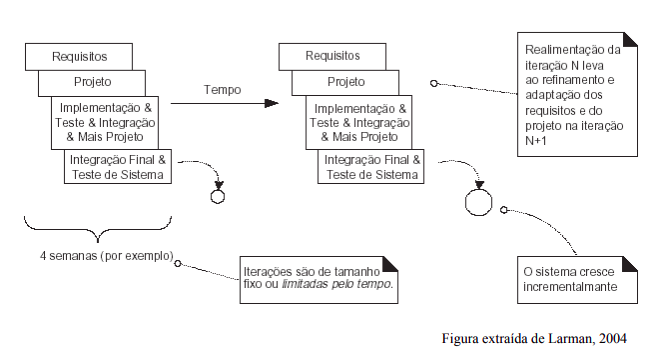 Requisitos
Projeto
Implementação &
Teste & Integração
& Mais Projeto
Integração Final &
Teste de Sistema
Tempo
Requisitos
Projeto
Implementação &
Teste & Integração
& Mais Projeto
Integração Final &
Teste de Sistema
Realimentação da
iteração N leva
ao refinamento e
adaptação dos
requisitos e do
projeto na iteração
N+1
4 semanas (por exemplo)
Iterações são de tamanho
fixo ou limitadas pelo tempo.
O sistema cresce
incrementalmante
Figura extraída de Larman, 2004